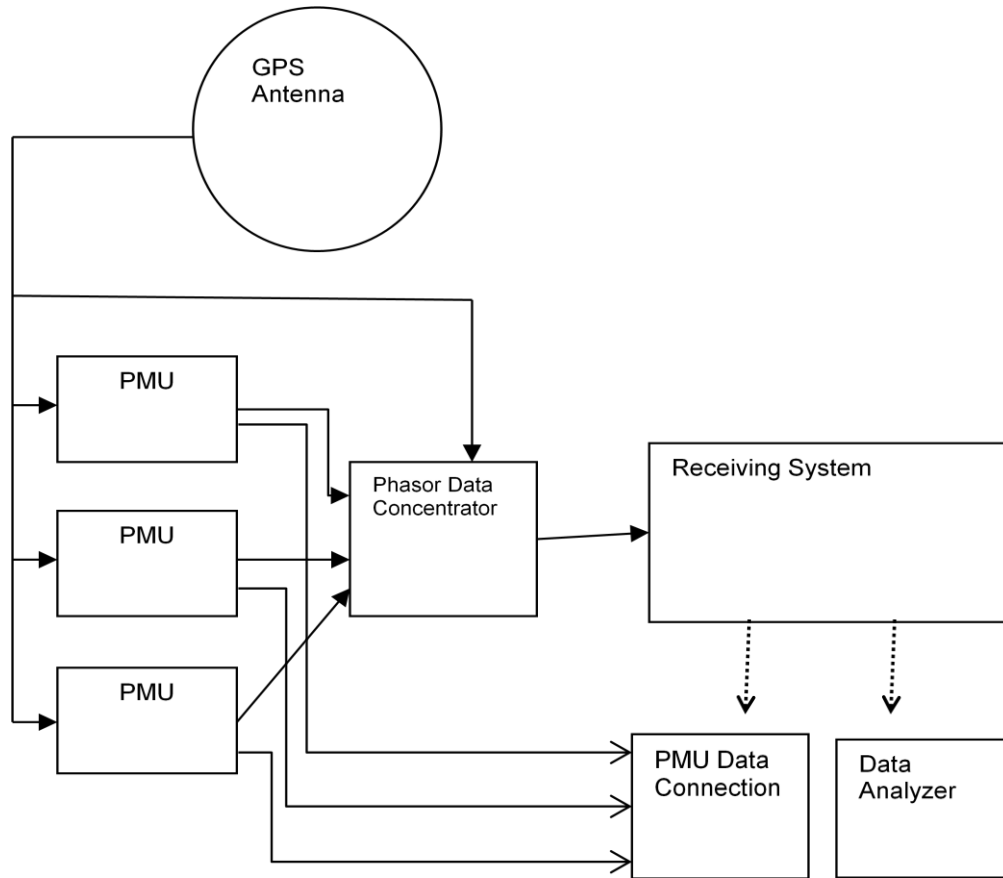 GPS
Antenna
PMU
PMU
PMU
Phasor Data
Concentrator
Receiving System
PMU Data
Connection
Data
Analyzer